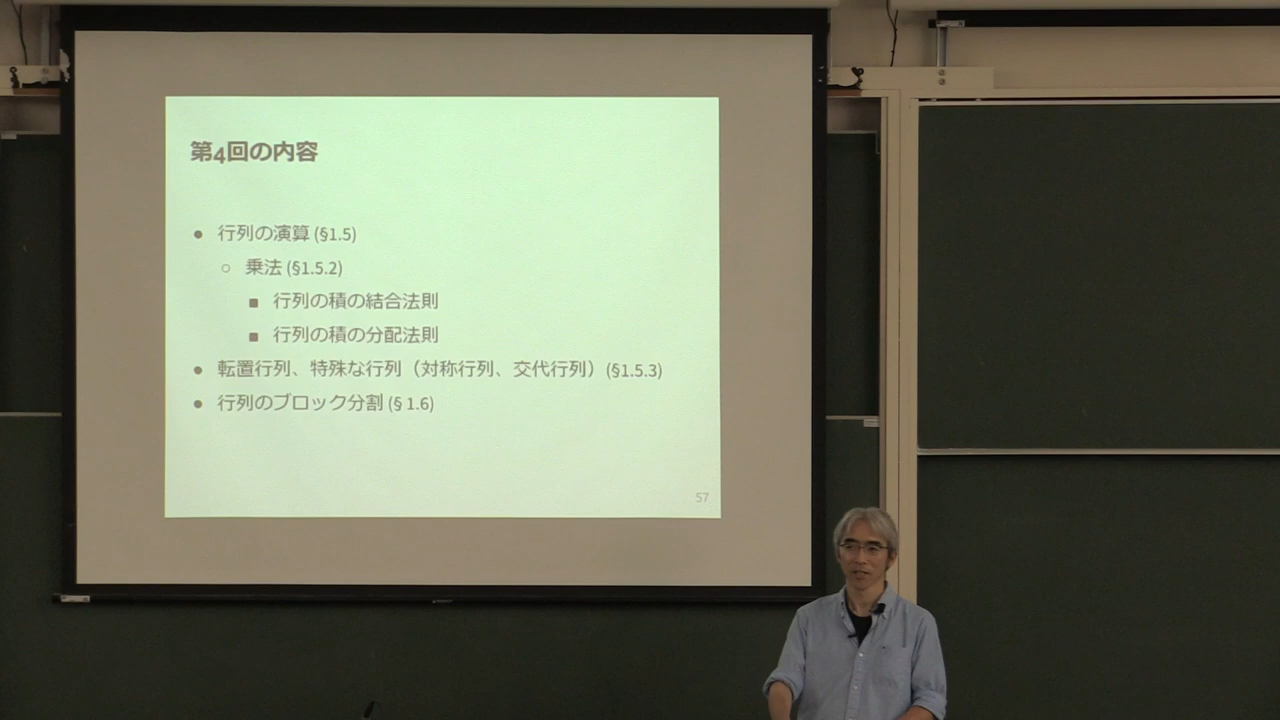 第4回の内容
● 行列の演算 (§1.5)
○ 乗法 (§1.5.2)
■ 行列の積の結合法則
■ 行列の積の分配法則
● 転置行列、特殊な行列（対称行列、交代行列）(§1.5.3)
● 行列のブロック分割 (§ 1.6)
57